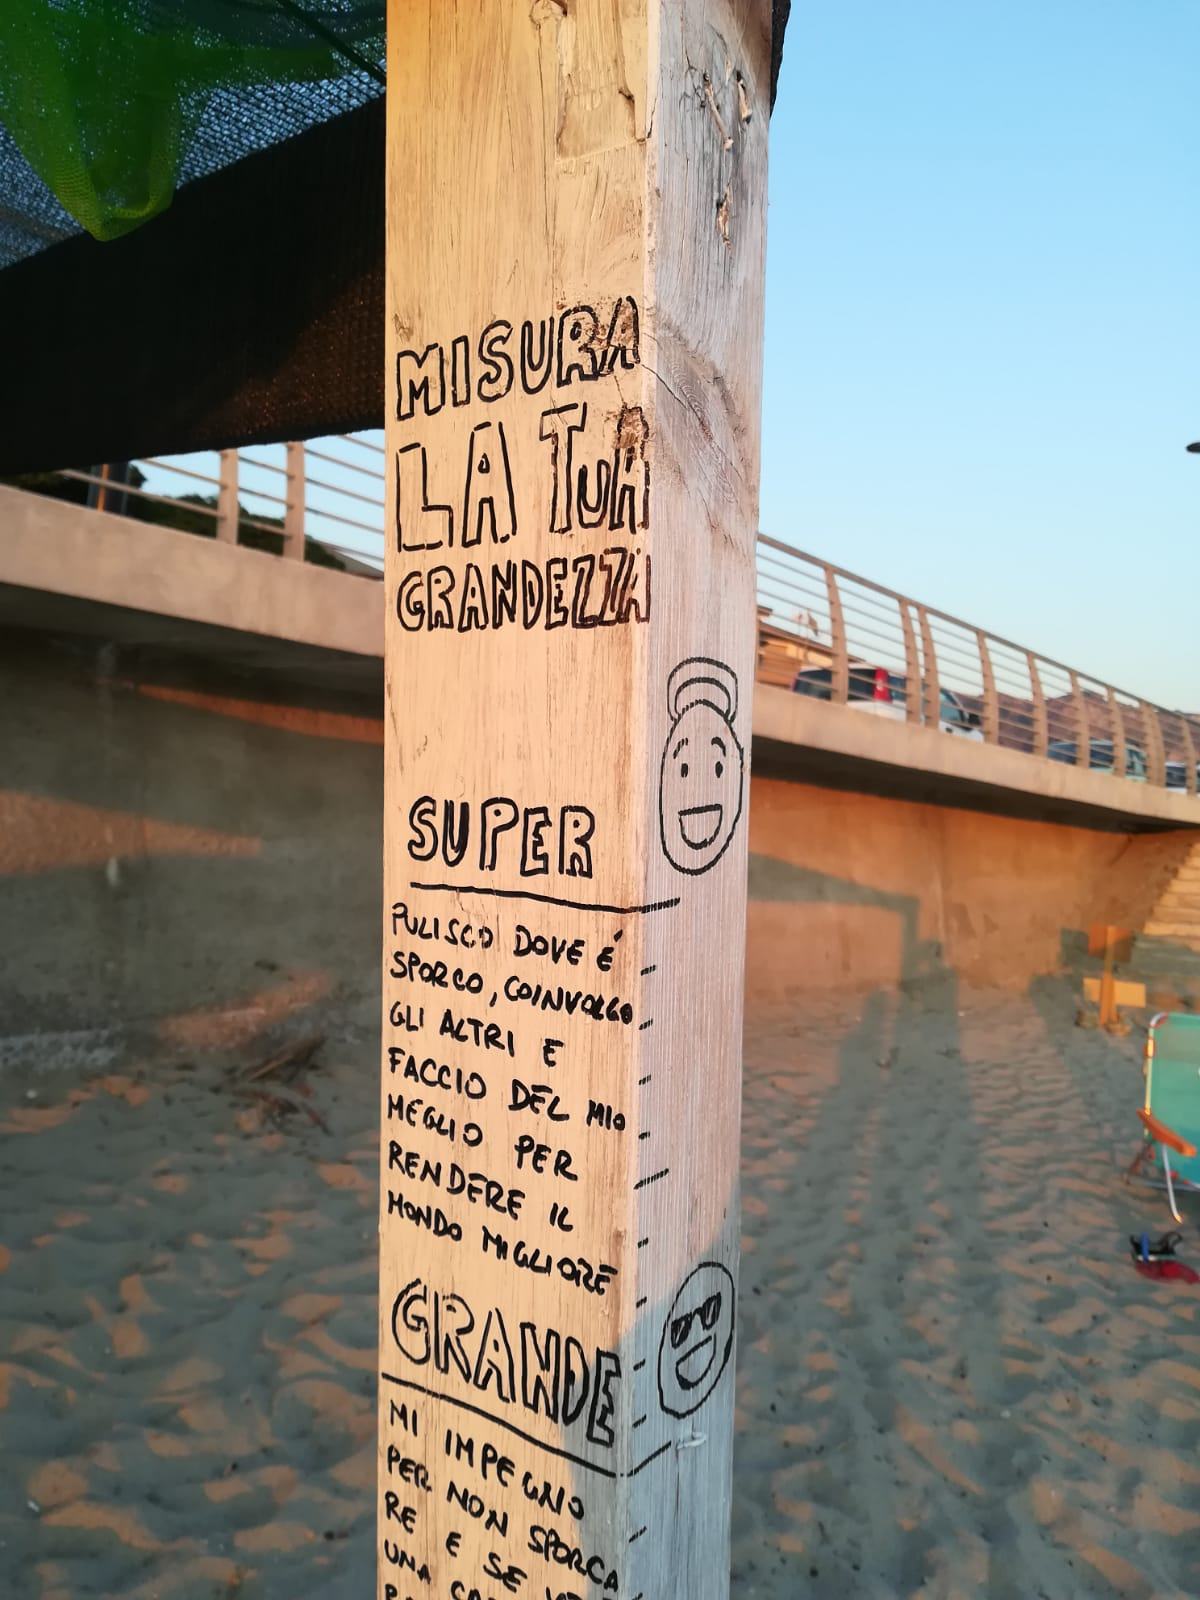 MISURA
LA TUA
GRANDEZZA
SUPER
PULISCO DOVE É
SPORCO, COINVOLGO
GLI ALTRI E
FACCIO DEL MIO
MEGLIO PER
RENDERE IL
MONDO MIGLIORE
GRANDE
MI IMPEGNO
PER NON SPORCA
RE E SE
UNA